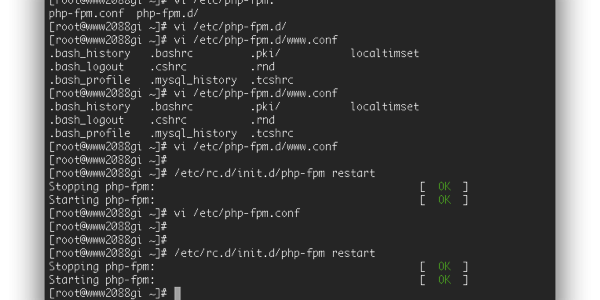 [root@www2088gi ~]# vi /etc/php-fpm.
php-fpm.conf  php-fpm.d/
[root@www2088gi ~]# vi /etc/php-fpm.d/
[root@www2088gi ~]# vi /etc/php-fpm.d/www.conf
.bash_history   .bashrc         .pki/           localtimset
.bash_logout    .cshrc          .rnd
.bash_profile   .mysql_history  .tcshrc
[root@www2088gi ~]# vi /etc/php-fpm.d/www.conf
.bash_history   .bashrc         .pki/           localtimset
.bash_logout    .cshrc          .rnd
.bash_profile   .mysql_history  .tcshrc
[root@www2088gi ~]# vi /etc/php-fpm.d/www.conf
[root@www2088gi ~]#
[root@www2088gi ~]# /etc/rc.d/init.d/php-fpm restart
Stopping php-fpm:                                          [  OK  ]
Starting php-fpm:                                          [  OK  ]
[root@www2088gi ~]# vi /etc/php-fpm.conf
[root@www2088gi ~]#
[root@www2088gi ~]#
[root@www2088gi ~]# /etc/rc.d/init.d/php-fpm restart
Stopping php-fpm:                                          [  OK  ]
Starting php-fpm:                                          [  OK  ]
[root@www2088gi ~]#